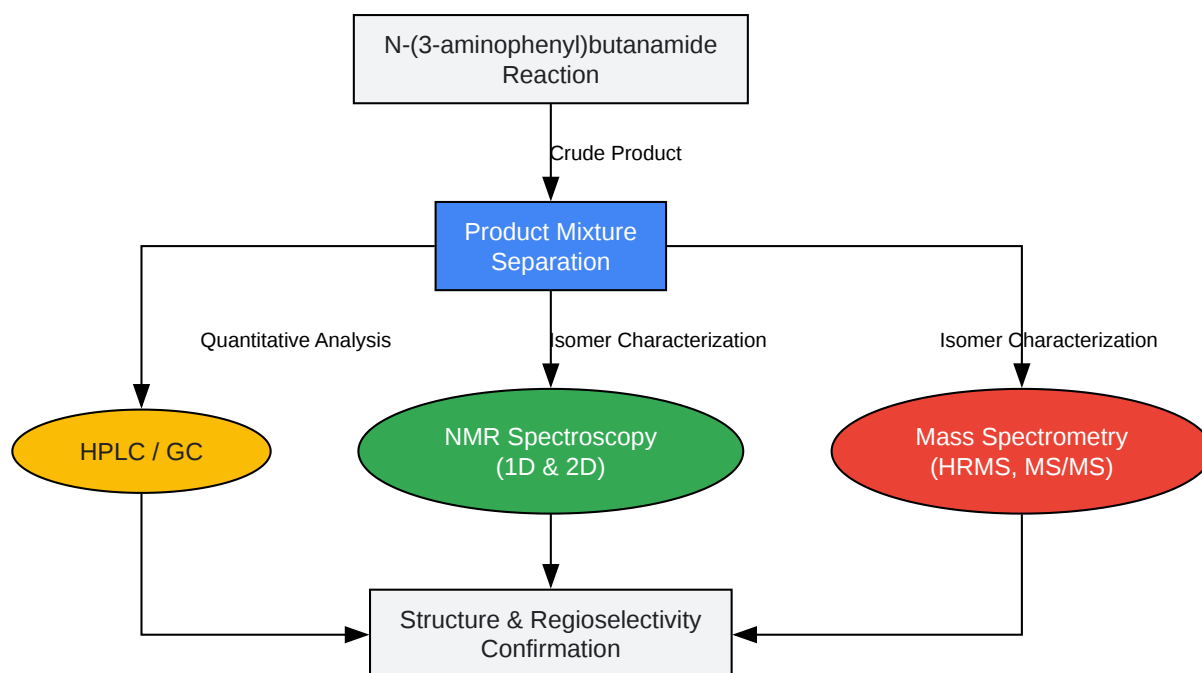 N-(3-aminophenyl)butanamide
Reaction
Crude Product
Product Mixture
Separation
Quantitative Analysis
Isomer Characterization
Isomer Characterization
HPLC / GC
NMR Spectroscopy
(1D & 2D)
Mass Spectrometry
(HRMS, MS/MS)
Structure & Regioselectivity
Confirmation